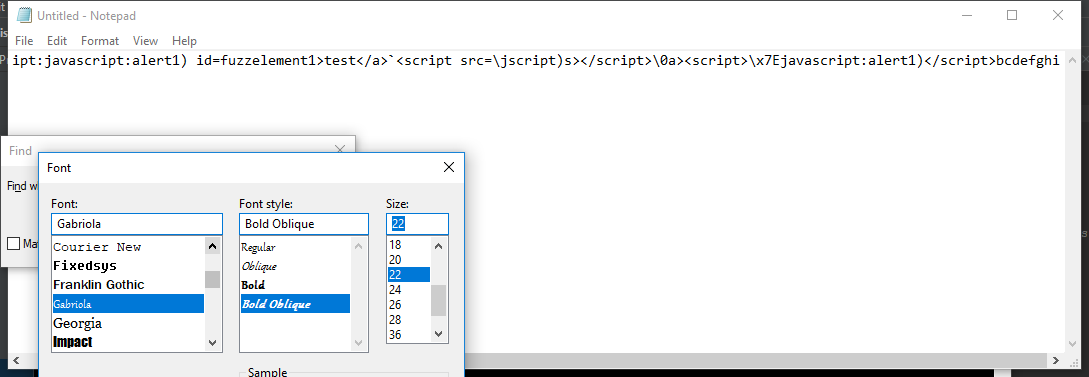 Untitled - Notepad
File Edit Format View Help
ipt:javascript:alert1) id=fuzzelement1>test</a>`<script src=\jscript)s></script>\0a><script>\x7Ejavascript:alert1)</script>bcdefghi
Find
Find w
Ma
Font
Font: Font style: Size:
Gabriola Bold Oblique 22
Courier New Regular 18
Fixedsys Oblique 20
Franklin Gothic Bold 22
Gabriola Bold Oblique 24
Georgia 26
Impact 28
36
Sample